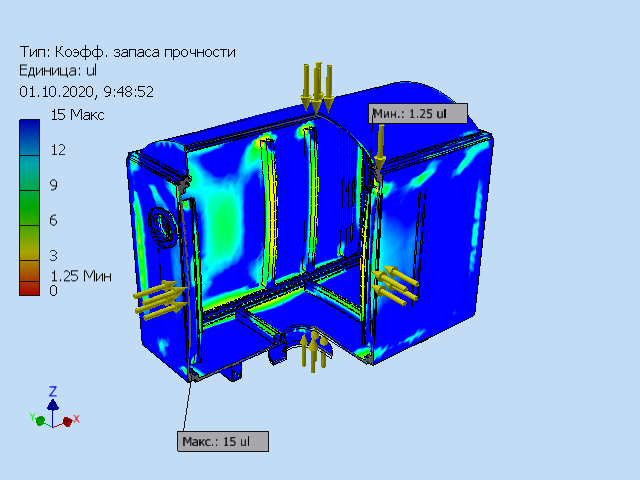 Тип: Коэфф. запаса прочности
Единица: ul
01.10.2020, 9:48:52
15 Макс
12
9
6
3
1.25 Мин
0
Мин.: 1.25 ul
Макс.: 15 ul
Z
Y
X